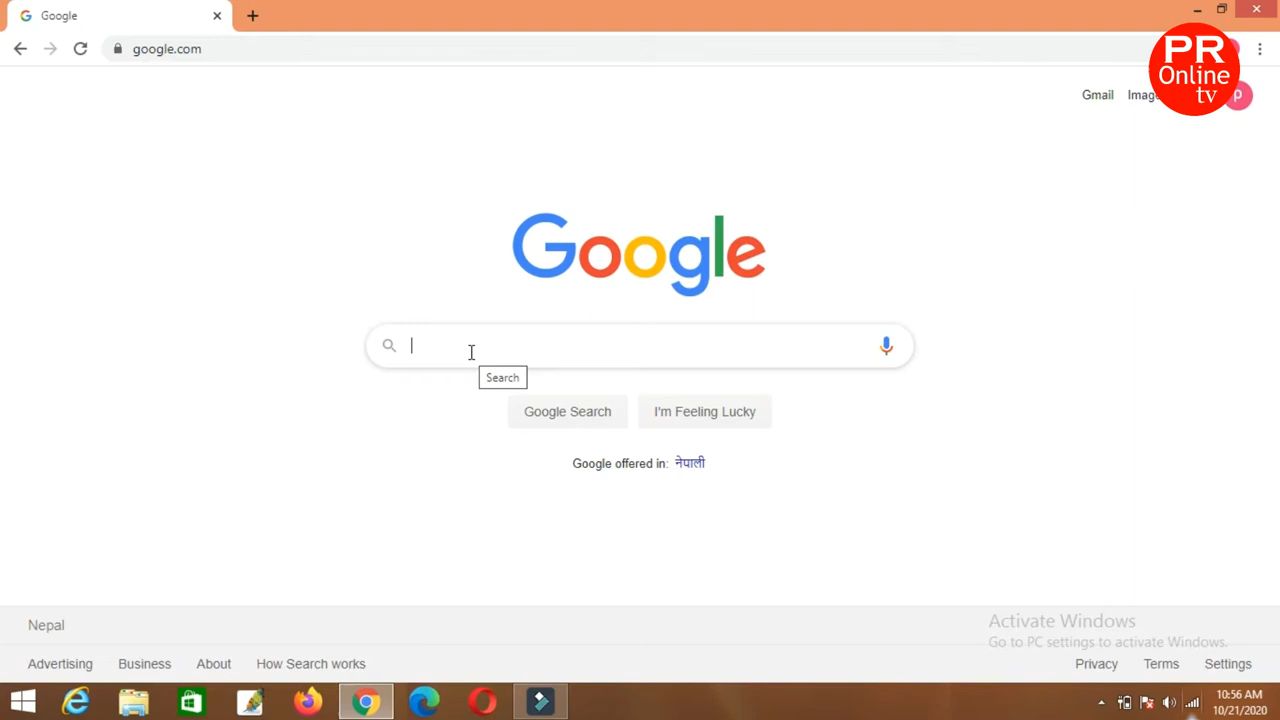 Google
google.com
PR
Online
tv
Gmail
P
Google
Search
Google Search
I'm Feeling Lucky
Google offered in: नेपाली
Nepal
Activate Windows
Go to PC settings to activate Windows.
Advertising
Business
About
How Search works
Privacy
Terms
Settings
10:56 AM
10/21/2020